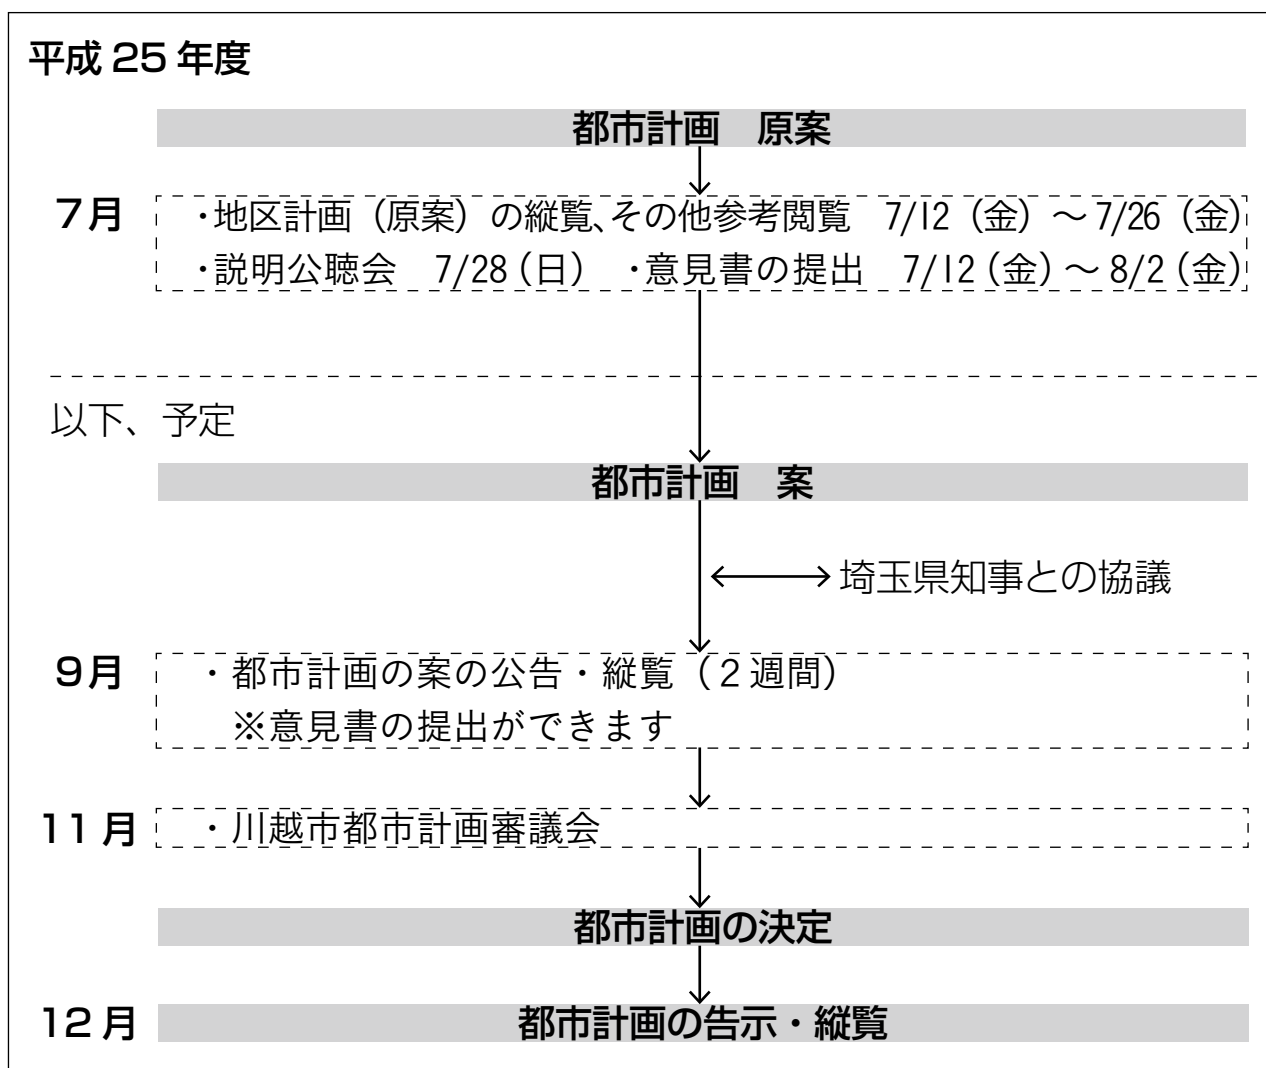 平成 25 年度
都市計画　原案
7月
・地区計画（原案）の縦覧、その他参考閲覧　7/12（金）～ 7/26（金）
・説明公聴会　7/28（日）　・意見書の提出　7/12（金）～ 8/2（金）
以下、予定
都市計画　案
埼玉県知事との協議
9月
・都市計画の案の公告・縦覧（２週間）
※意見書の提出ができます
11 月
・川越市都市計画審議会
都市計画の決定
12 月
都市計画の告示・縦覧